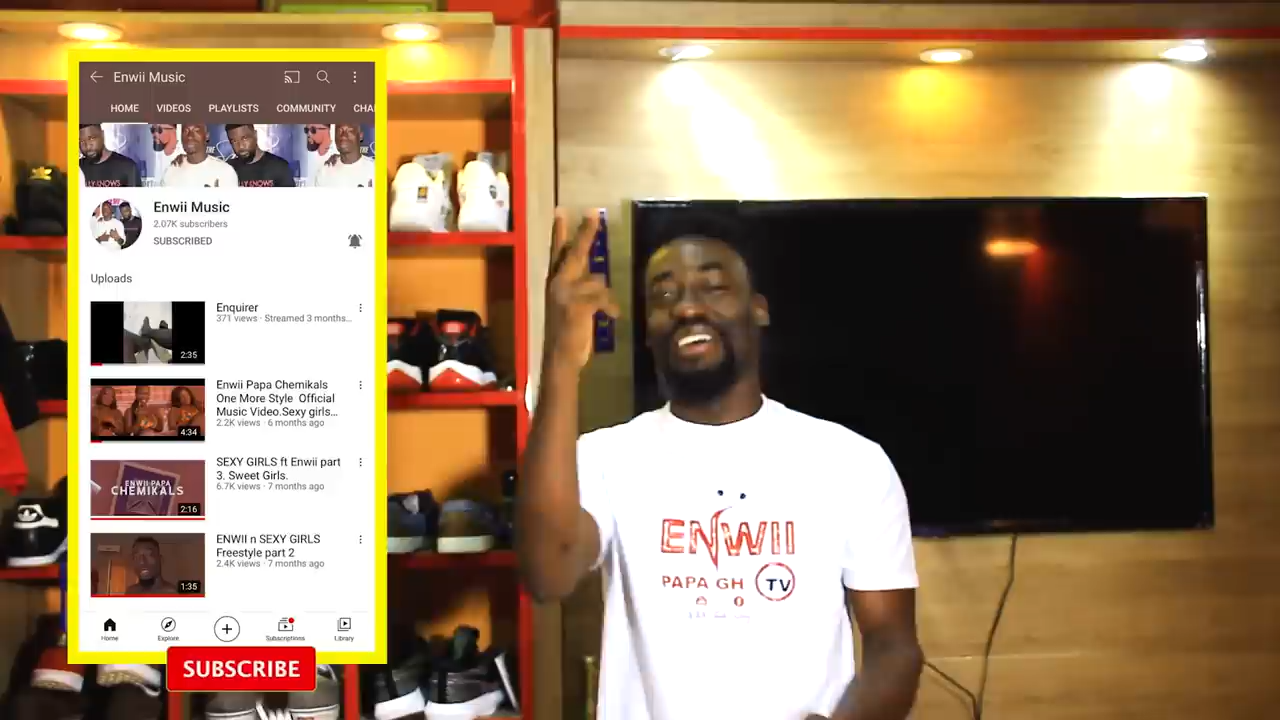 Enwii Music
HOME VIDEOS PLAYLISTS COMMUNITY CHA
LY KNOWS
Enwii Music
2.07K subscribers
SUBSCRIBED
Uploads
Enquirer
371 views · Streamed 3 months...
2:35
Enwii Papa Chemikals
One More Style Official
Music Video.Sexy girls...
2.2K views · 6 months ago
4:34
SEXY GIRLS ft Enwii part
3. Sweet Girls.
6.7K views · 7 months ago
ENWII PAPA
CHEMIKALS
2:16
ENWII n SEXY GIRLS
Freestyle part 2
2.4K views · 7 months ago
1:35
Home Explore Subscriptions Library
SUBSCRIBE
ENWII
PAPA GH TV